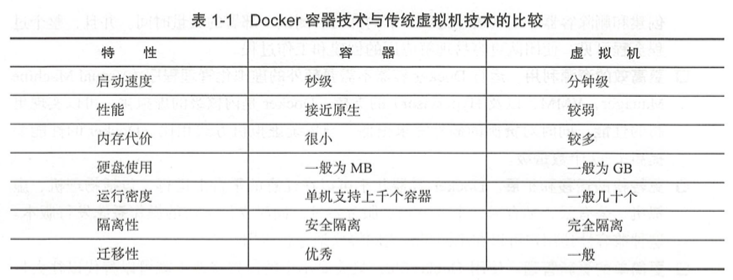 表 1-1 Docker 容器技术与传统虚拟机技术的比较
特 性 容 器 虚 拟 机
启动速度 秒级 分钟级
性能 接近原生 较弱
内存代价 很小 较多
硬盘使用 一般为 MB 一般为 GB
运行密度 单机支持上千个容器 一般几十个
隔离性 安全隔离 完全隔离
迁移性 优秀 一般